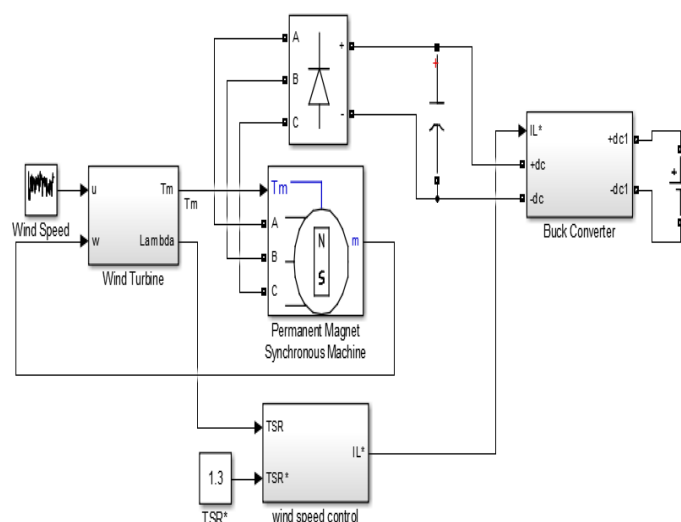 A
B
C
+
-
+
IL*
+dc
-dc
+dc1
-dc1
+
Buck Converter
Wind Speed
u
w
Tm
Lambda
Wind Turbine
Tm
Tm
A
B
C
m
N
S
Permanent Magnet
Synchronous Machine
TSR
TSR*
IL*
wind speed control
1.3
TSR*